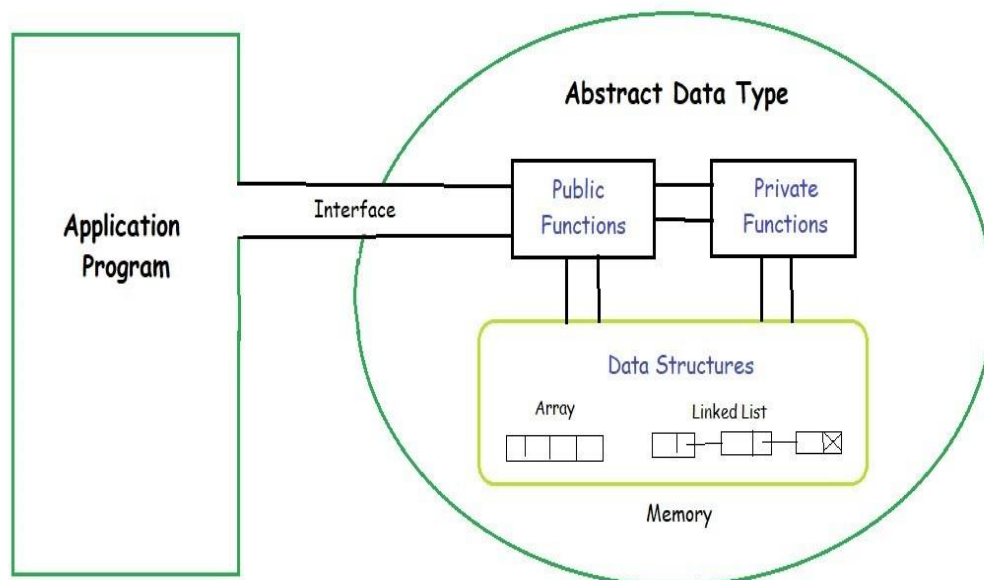 Abstract Data Type
Application
Program
Interface
Public
Functions
Private
Functions
Data Structures
Array
Linked List
Memory